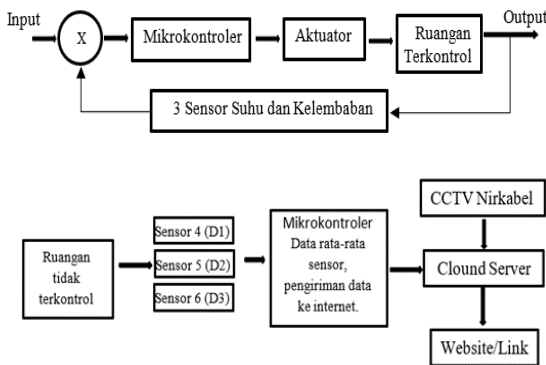 Input
X
Mikrokontroler
Aktuator
Ruangan
Terkontrol
Output
3 Sensor Suhu dan Kelembaban
Ruangan
tidak
terkontrol
Sensor 4 (D1)
Sensor 5 (D2)
Sensor 6 (D3)
Mikrokontroler
Data rata-rata
sensor,
pengiriman data
ke internet.
CCTV Nirkabel
Clound Server
Website/Link